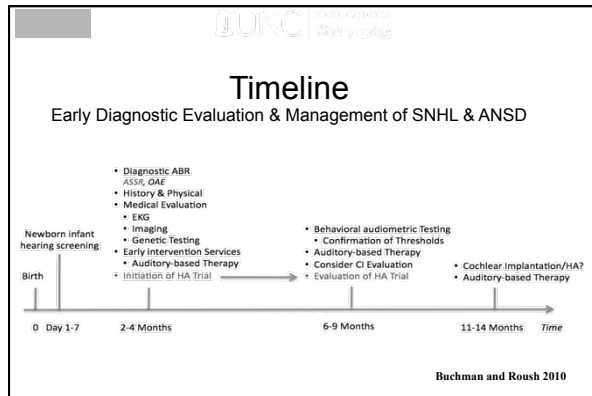 UNC
Timeline
Early Diagnostic Evaluation & Management of SNHL & ANSD
• Diagnostic ABR
ASSR, OAE
• History & Physical
• Medical Evaluation
• EKG
• Imaging
• Genetic Testing
• Early intervention Services
• Auditory-based Therapy
• Initiation of HA Trial
Newborn infant
hearing screening
Birth
• Behavioral audiometric Testing
• Confirmation of Thresholds
• Auditory-based Therapy
• Consider CI Evaluation
• Evaluation of HA Trial
• Cochlear Implantation/HA?
• Auditory-based Therapy
0 Day 1-7 2-4 Months 6-9 Months 11-14 Months Time
Buchman and Roush 2010